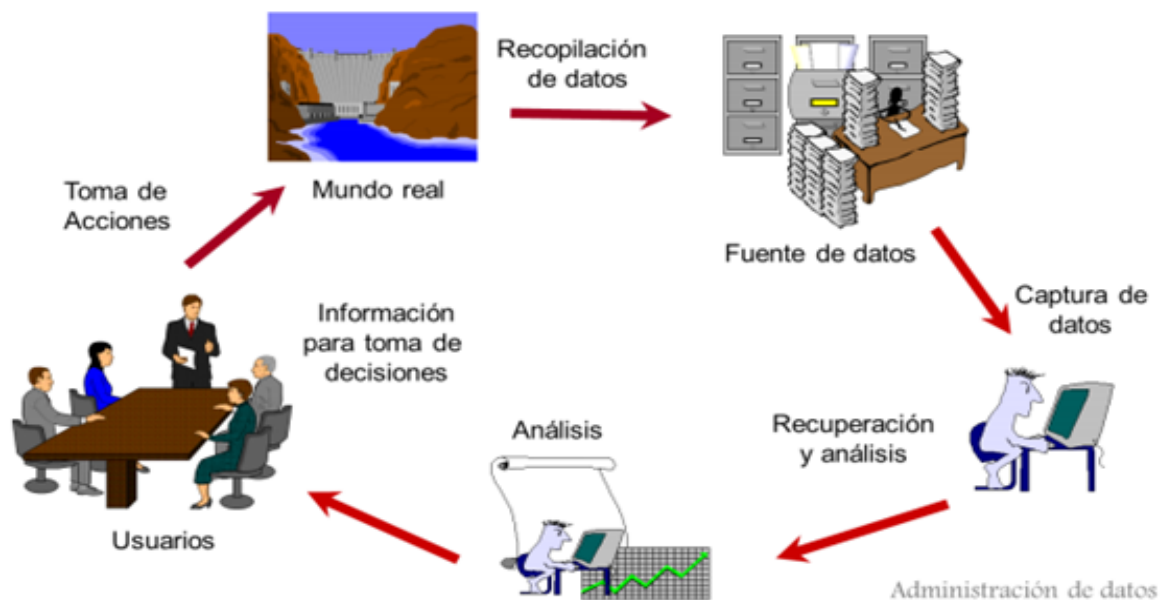 Recopilación
de datos
Mundo real
Fuente de datos
Captura de
datos
Recuperación
y análisis
Análisis
Información
para toma de
decisiones
Usuarios
Toma de
Acciones
Administración de datos